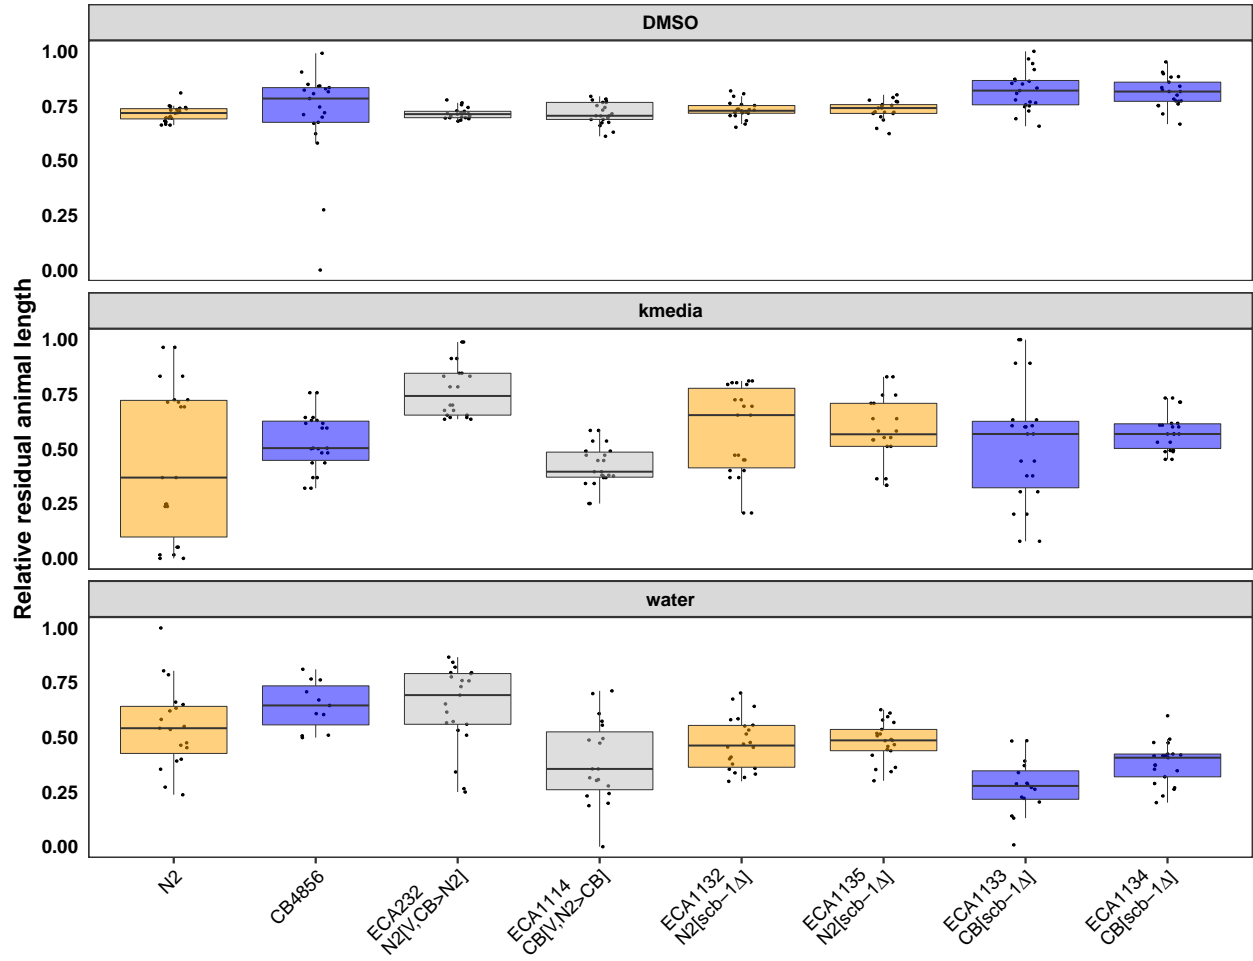 DMSO
1.00
0.75
0.50
0.25
0.00
kmedia
1.00
0.75
0.50
0.25
0.00
water
1.00
0.75
0.50
0.25
0.00
Relative residual animal length
N2
CB4856
ECA232
N2[V,CB>N2]
ECA1114
CB[V,N2>CB]
ECA1132
N2[scb−1Δ]
ECA1135
N2[scb−1Δ]
ECA1133
CB[scb−1Δ]
ECA1134
CB[scb−1Δ]